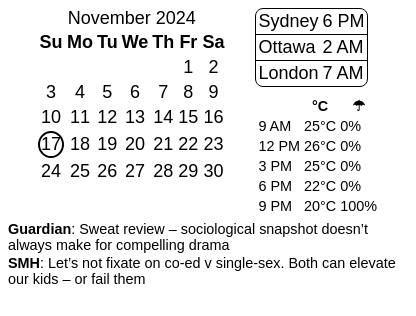 November 2024
Su Mo Tu We Th Fr Sa
1 2
3 4 5 6 7 8 9
10 11 12 13 14 15 16
17 18 19 20 21 22 23
24 25 26 27 28 29 30
Sydney 6 PM
Ottawa 2 AM
London 7 AM
°C ☂
9 AM 25°C 0%
12 PM 26°C 0%
3 PM 25°C 0%
6 PM 22°C 0%
9 PM 20°C 100%
Guardian: Sweat review – sociological snapshot doesn’t
always make for compelling drama
SMH: Let’s not fixate on co-ed v single-sex. Both can elevate
our kids – or fail them